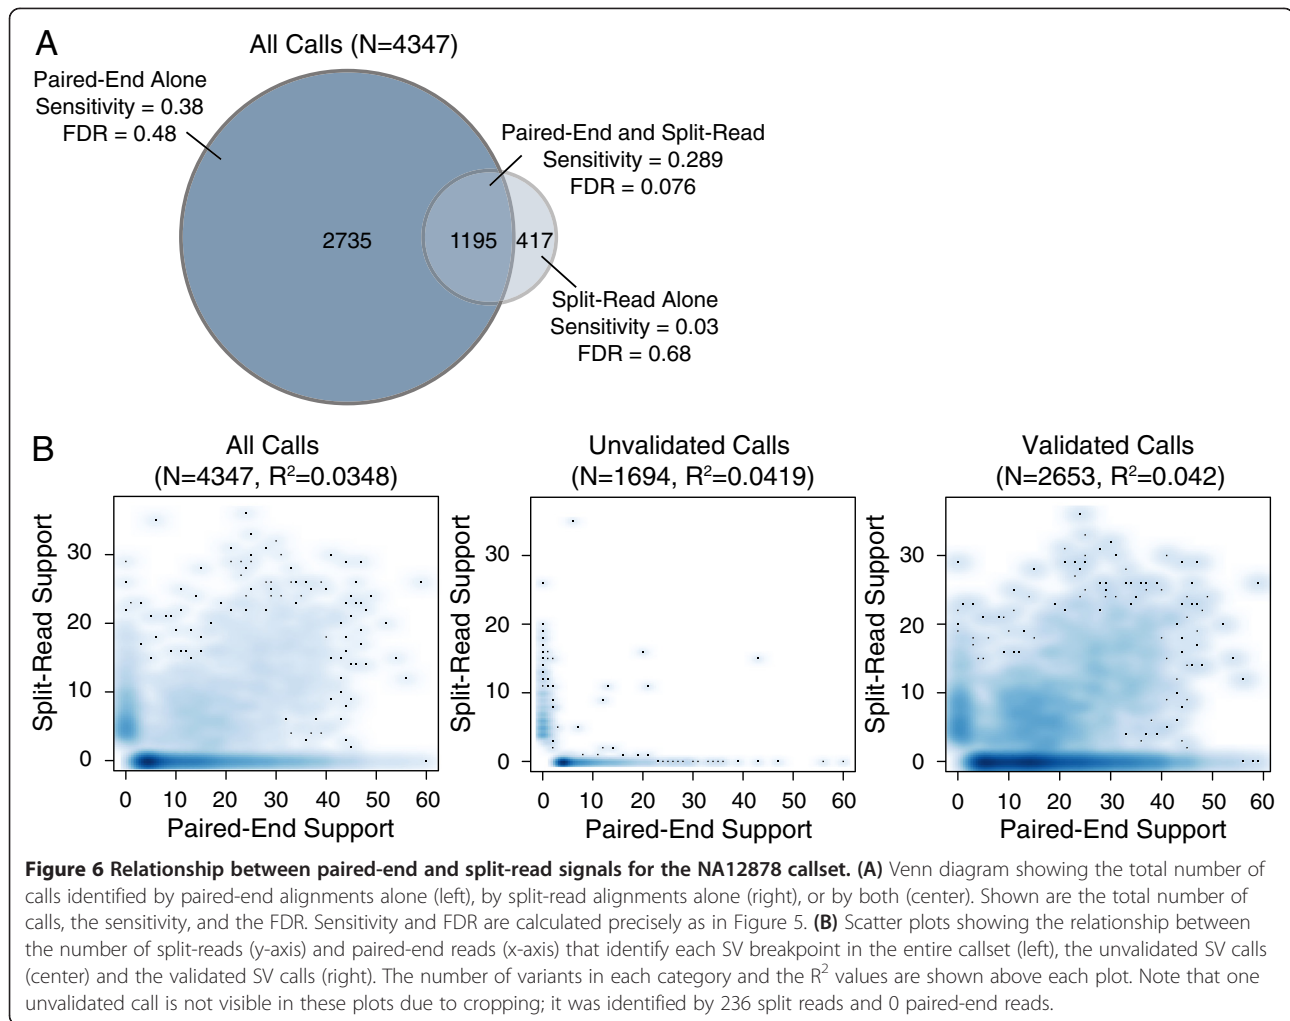 A
All Calls (N=4347)
Paired-End Alone
Sensitivity = 0.38
FDR = 0.48
Paired-End and Split-Read
Sensitivity = 0.289
FDR = 0.076
2735
1195
417
Split-Read Alone
Sensitivity = 0.03
FDR = 0.68
B
All Calls
(N=4347, R²=0.0348)
Split-Read Support
30
20
10
0
0 10 20 30 40 50 60
Paired-End Support
Unvalidated Calls
(N=1694, R²=0.0419)
Split-Read Support
30
20
10
0
0 10 20 30 40 50 60
Paired-End Support
Validated Calls
(N=2653, R²=0.042)
Split-Read Support
30
20
10
0
0 10 20 30 40 50 60
Paired-End Support
Figure 6 Relationship between paired-end and split-read signals for the NA12878 callset. (A) Venn diagram showing the total number of
calls identified by paired-end alignments alone (left), by split-read alignments alone (right), or by both (center). Shown are the total number of
calls, the sensitivity, and the FDR. Sensitivity and FDR are calculated precisely as in Figure 5. (B) Scatter plots showing the relationship between
the number of split-reads (y-axis) and paired-end reads (x-axis) that identify each SV breakpoint in the entire callset (left), the unvalidated SV calls
(center) and the validated SV calls (right). The number of variants in each category and the R² values are shown above each plot. Note that one
unvalidated call is not visible in these plots due to cropping; it was identified by 236 split reads and 0 paired-end reads.